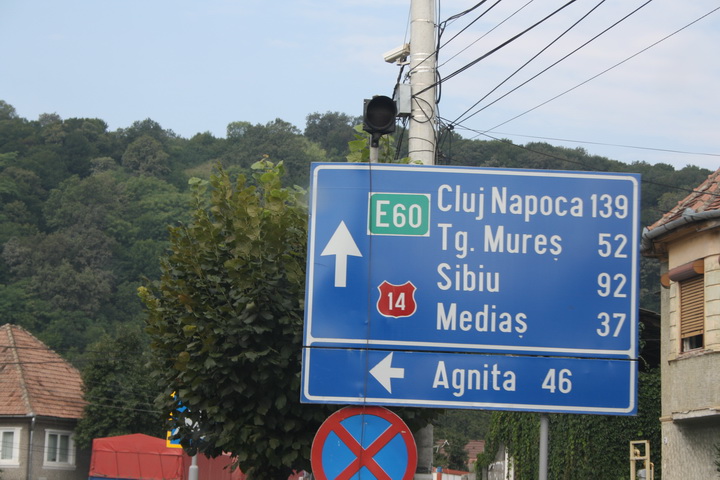 E60 Cluj Napoca 139
Tg. Mureș 52
Sibiu 92
14 Mediaș 37
Agnita 46